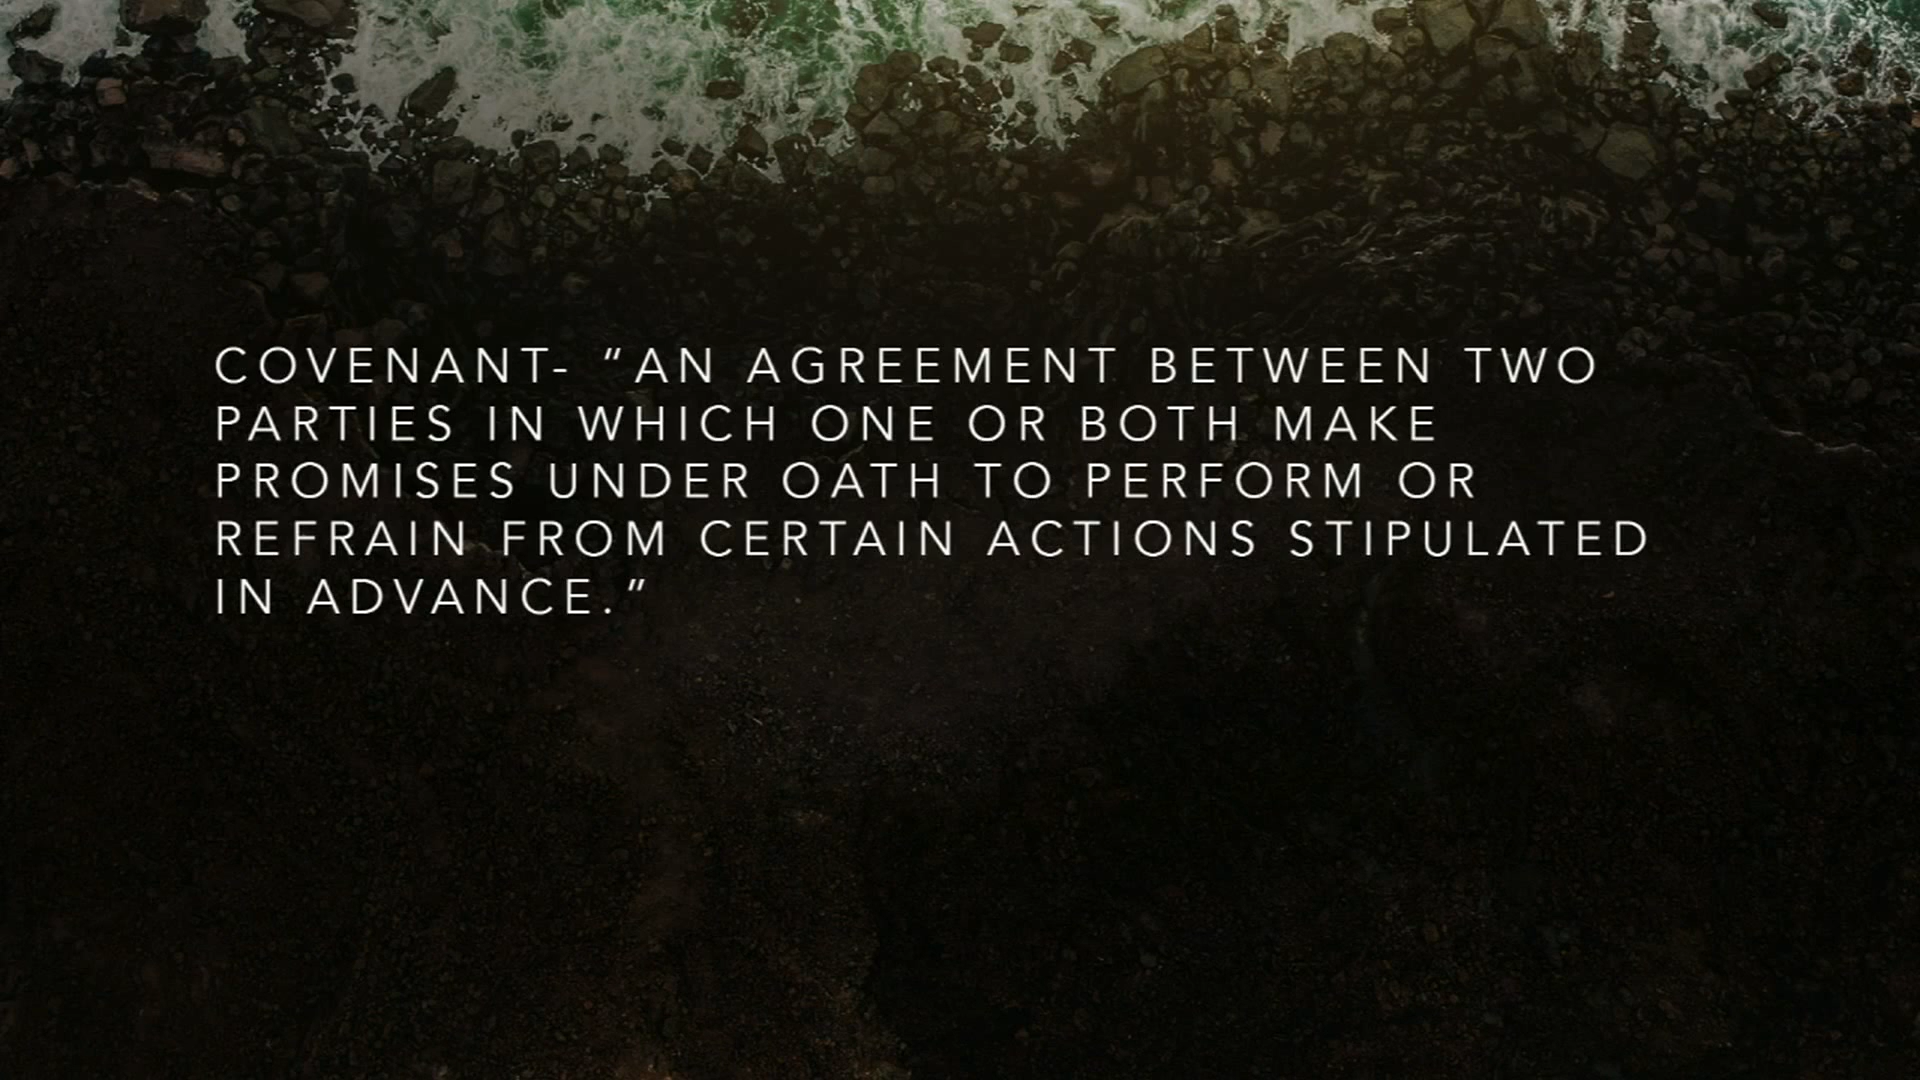 COVENANT- “AN AGREEMENT BETWEEN TWO
PARTIES IN WHICH ONE OR BOTH MAKE
PROMISES UNDER OATH TO PERFORM OR
REFRAIN FROM CERTAIN ACTIONS STIPULATED
IN ADVANCE.”